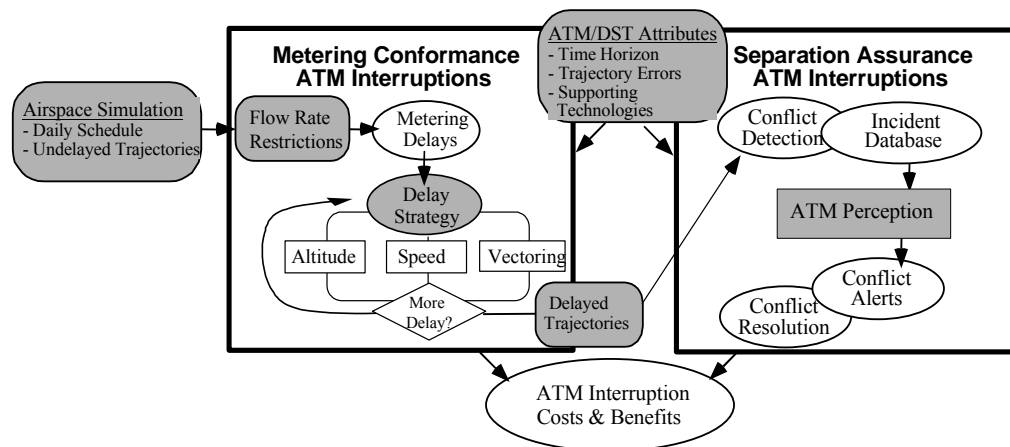 Airspace Simulation
- Daily Schedule
- Undelayed Trajectories
Metering Conformance
ATM Interruptions
Flow Rate
Restrictions
Metering
Delays
Delay
Strategy
Altitude
Speed
Vectoring
More
Delay?
Delayed
Trajectories
ATM/DST Attributes
- Time Horizon
- Trajectory Errors
- Supporting
Technologies
Separation Assurance
ATM Interruptions
Conflict
Detection
Incident
Database
ATM Perception
Conflict
Alerts
Conflict
Resolution
ATM Interruption
Costs & Benefits